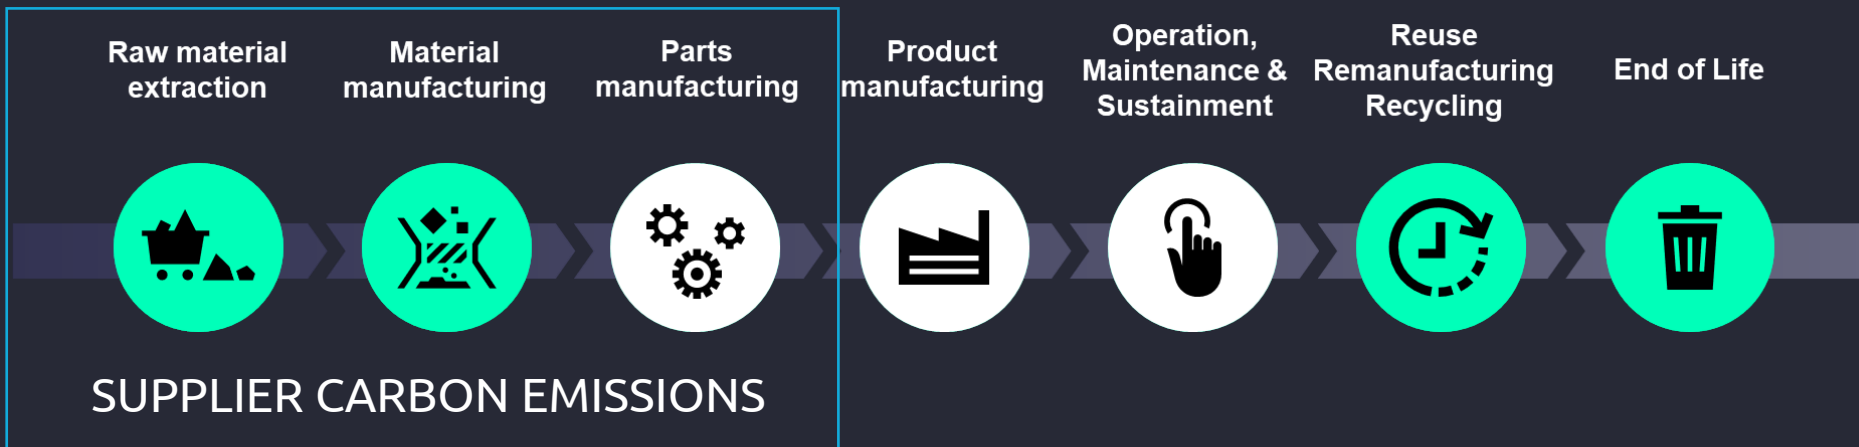 Raw material
extraction
Material
manufacturing
Parts
manufacturing
Product
manufacturing
Operation,
Maintenance &
Sustainment
Reuse
Remanufacturing
Recycling
End of Life
SUPPLIER CARBON EMISSIONS